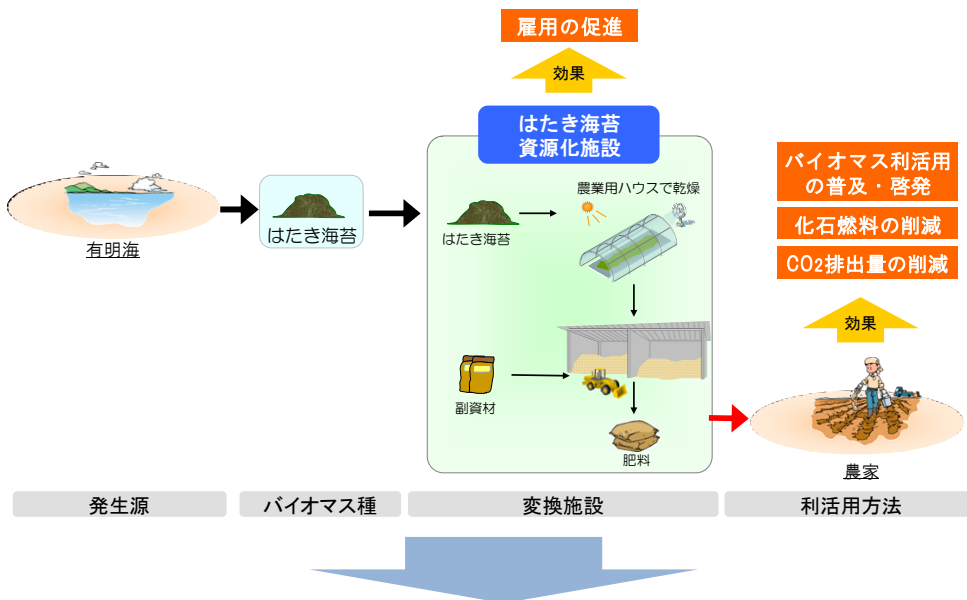 雇用の促進
効果
はたき海苔
資源化施設
農業用ハウスで乾燥
はたき海苔
副資材
肥料
有明海
はたき海苔
バイオマス利活用
の普及・啓発
化石燃料の削減
CO2排出量の削減
効果
農家
発生源
バイオマス種
変換施設
利活用方法